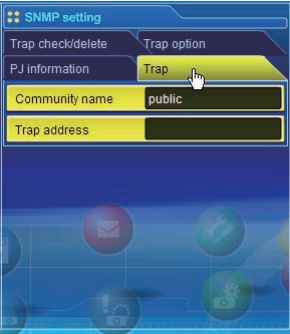 SNMP setting
Trap check/delete Trap option
PJ information Trap
Community name public
Trap address